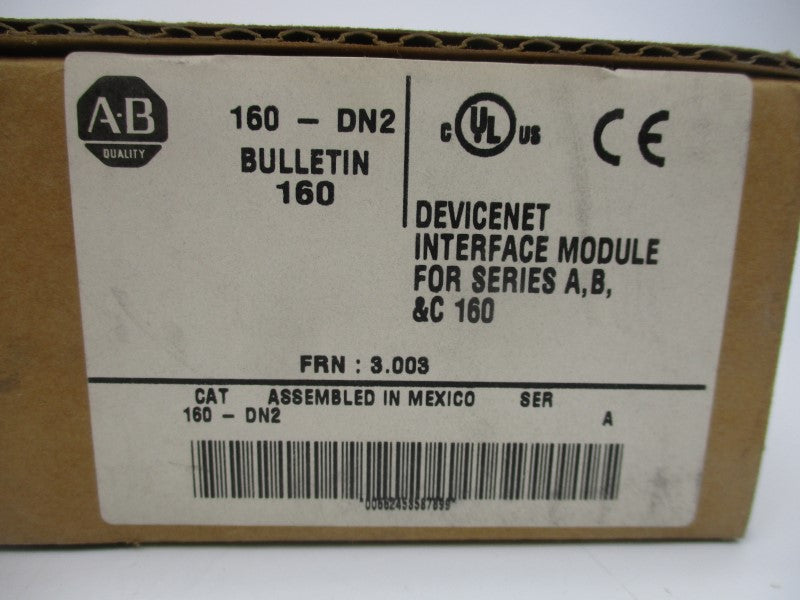 A·B
QUALITY
160 - DN2
BULLETIN
160
C UL US CE
DEVICENET
INTERFACE MODULE
FOR SERIES A,B,
&C 160
FRN : 3.003
CAT ASSEMBLED IN MEXICO SER
160 - DN2 A